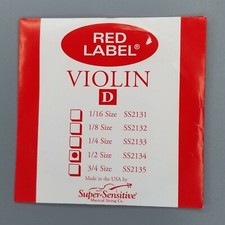 RED
LABEL®
VIOLIN
D
1/16 Size SS2131
1/8 Size SS2132
1/4 Size SS2133
1/2 Size SS2134
3/4 Size SS2135
Made in the USA by
Super-Sensitive®
Musical String Co.